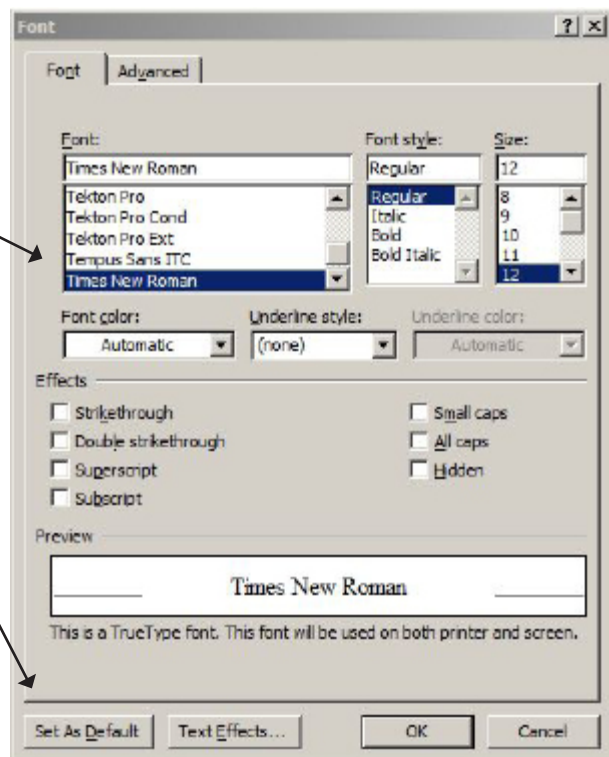 Font
Font Advanced
Font: Font style: Size:
Times New Roman Regular 12
Tekton Pro Regular 8
Tekton Pro Cond Italic 9
Tekton Pro Ext Bold 10
Tempus Sans ITC Bold Italic 11
Times New Roman 12
Font color: Underline style: Underline color:
Automatic (none) Automatic
Effects
Strikethrough Small caps
Double strikethrough All caps
Superscript Hidden
Subscript
Preview
Times New Roman
This is a TrueType font. This font will be used on both printer and screen.
Set As Default Text Effects... OK Cancel